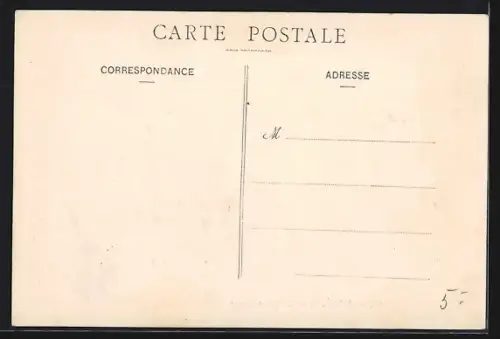 CARTE POSTALE
CORRESPONDANCE
ADRESSE
M
5.-